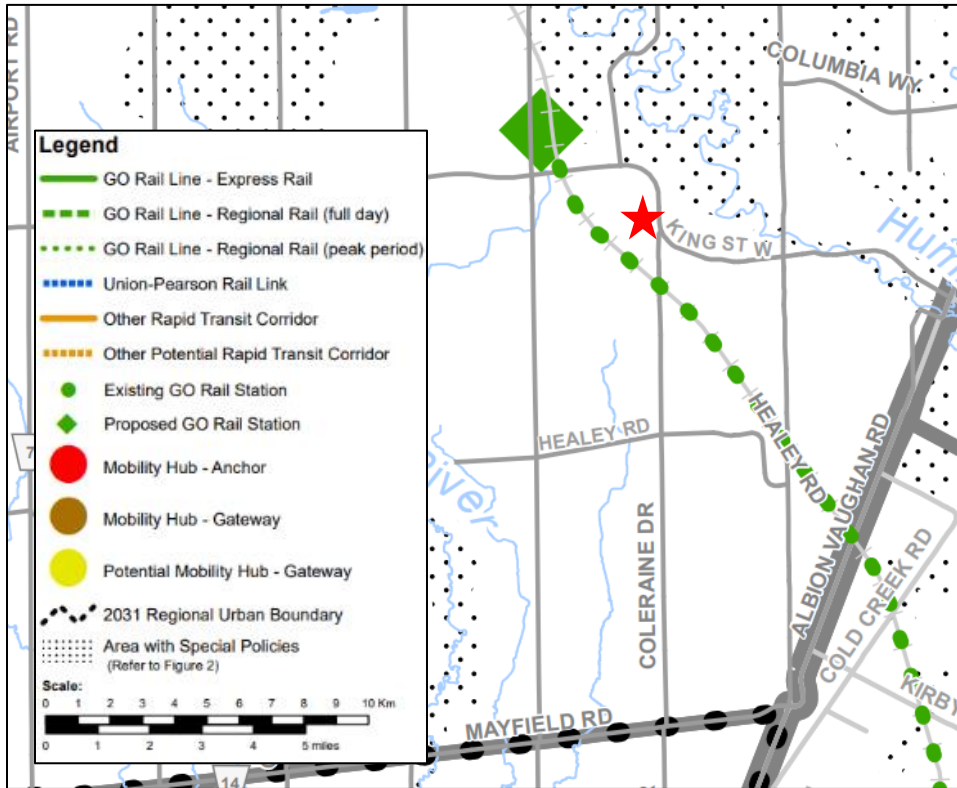 AIRPORT RD
COLUMBIA WY
Legend
GO Rail Line - Express Rail
GO Rail Line - Regional Rail (full day)
GO Rail Line - Regional Rail (peak period)
Union-Pearson Rail Link
Other Rapid Transit Corridor
Other Potential Rapid Transit Corridor
Existing GO Rail Station
Proposed GO Rail Station
Mobility Hub - Anchor
Mobility Hub - Gateway
Potential Mobility Hub - Gateway
2031 Regional Urban Boundary
Area with Special Policies
(Refer to Figure 2)
Scale:
0 1 2 3 4 5 6 7 8 9 10 Km
0 1 2 3 4 5 miles
KING ST W
Hum
7
HEALEY RD
HEALEY RD
iver
COLERAINE DR
ALBION VAUGHAN RD
COLD CREEK RD
KIRBY
MAYFIELD RD
14